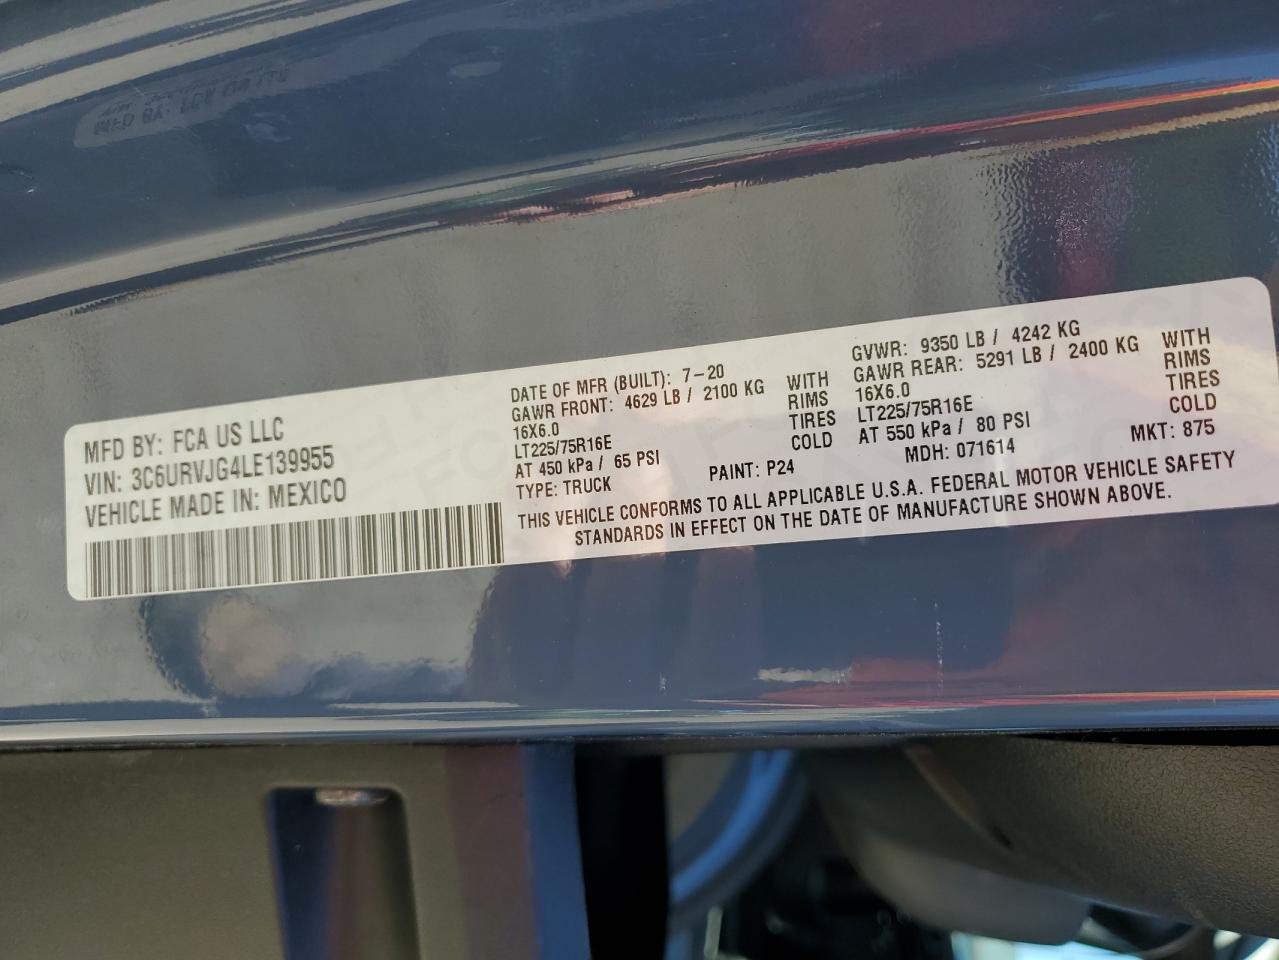 MFD BY: FCA US LLC
VIN: 3C6URVJG4LE139955
VEHICLE MADE IN: MEXICO
DATE OF MFR (BUILT): 7-20
GAWR FRONT: 4629 LB / 2100 KG WITH
16X6.0 RIMS
LT225/75R16E TIRES
AT 450 kPa / 65 PSI COLD
TYPE: TRUCK PAINT: P24
GVWR: 9350 LB / 4242 KG
GAWR REAR: 5291 LB / 2400 KG WITH
16X6.0 RIMS
LT225/75R16E TIRES
AT 550 kPa / 80 PSI COLD
MDH: 071614 MKT: 875
THIS VEHICLE CONFORMS TO ALL APPLICABLE U.S.A. FEDERAL MOTOR VEHICLE SAFETY
STANDARDS IN EFFECT ON THE DATE OF MANUFACTURE SHOWN ABOVE.